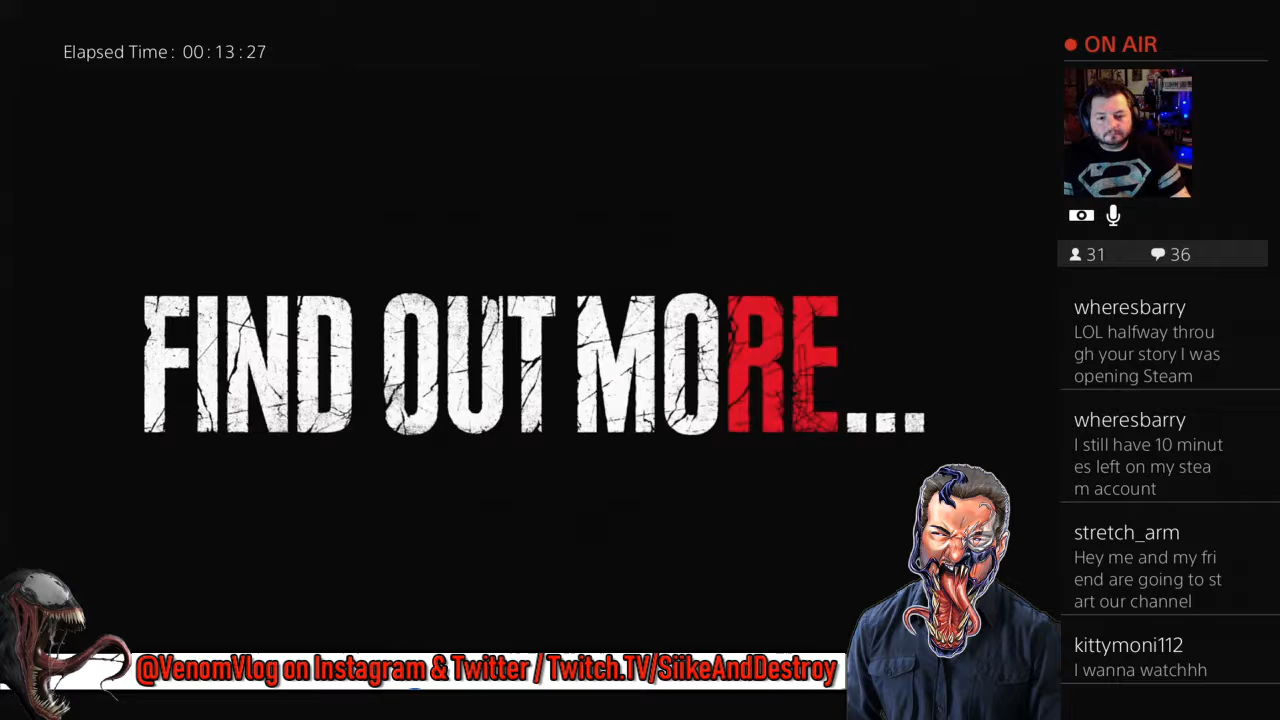 Elapsed Time: 00:13:27
ON AIR
31 36
FIND OUT MORE...
wheresbarry
LOL halfway throu
gh your story I was
opening Steam
wheresbarry
I still have 10 minut
es left on my stea
m account
stretch_arm
Hey me and my fri
end are going to st
art our channel
kittymoni112
I wanna watchhh
@VenomVlog on Instagram & Twitter / Twitch.TV/SiikeAndDestroy